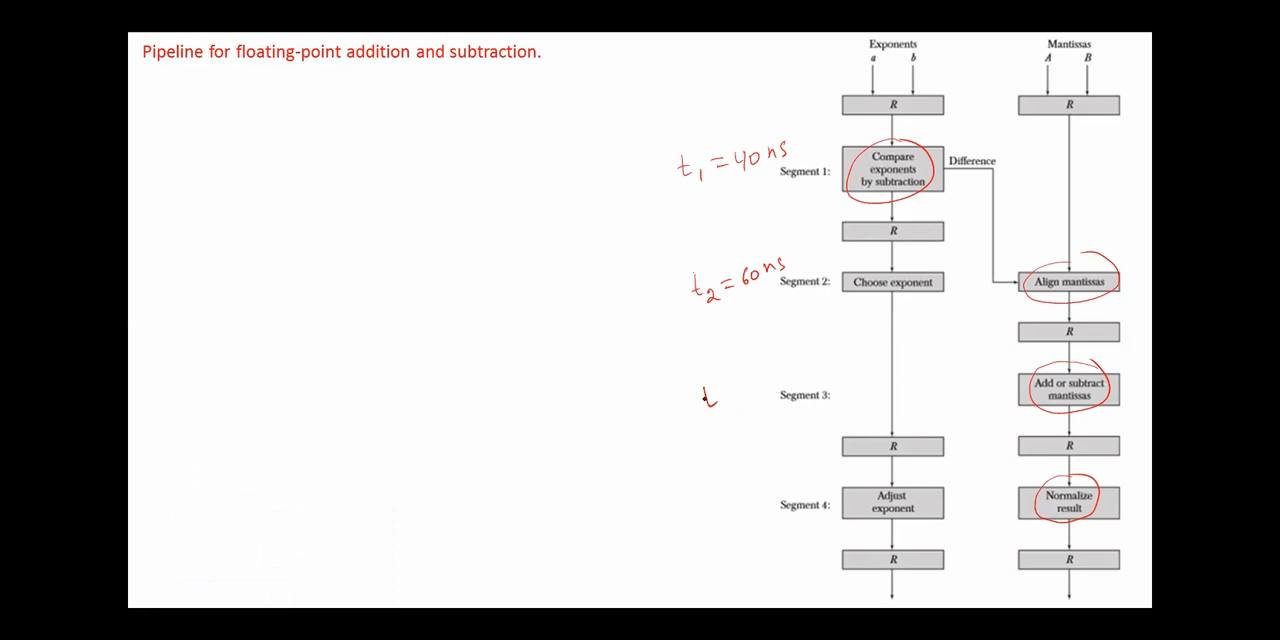 Pipeline for floating-point addition and subtraction.
Exponents
a b
Mantissas
A B
R
R
t₁ = 40 ns
Segment 1:
Compare
exponents
by subtraction
Difference
R
t₂ = 60 ns
Segment 2:
Choose exponent
Align mantissas
R
t
Segment 3:
Add or subtract
mantissas
R
R
Segment 4:
Adjust
exponent
Normalize
result
R
R